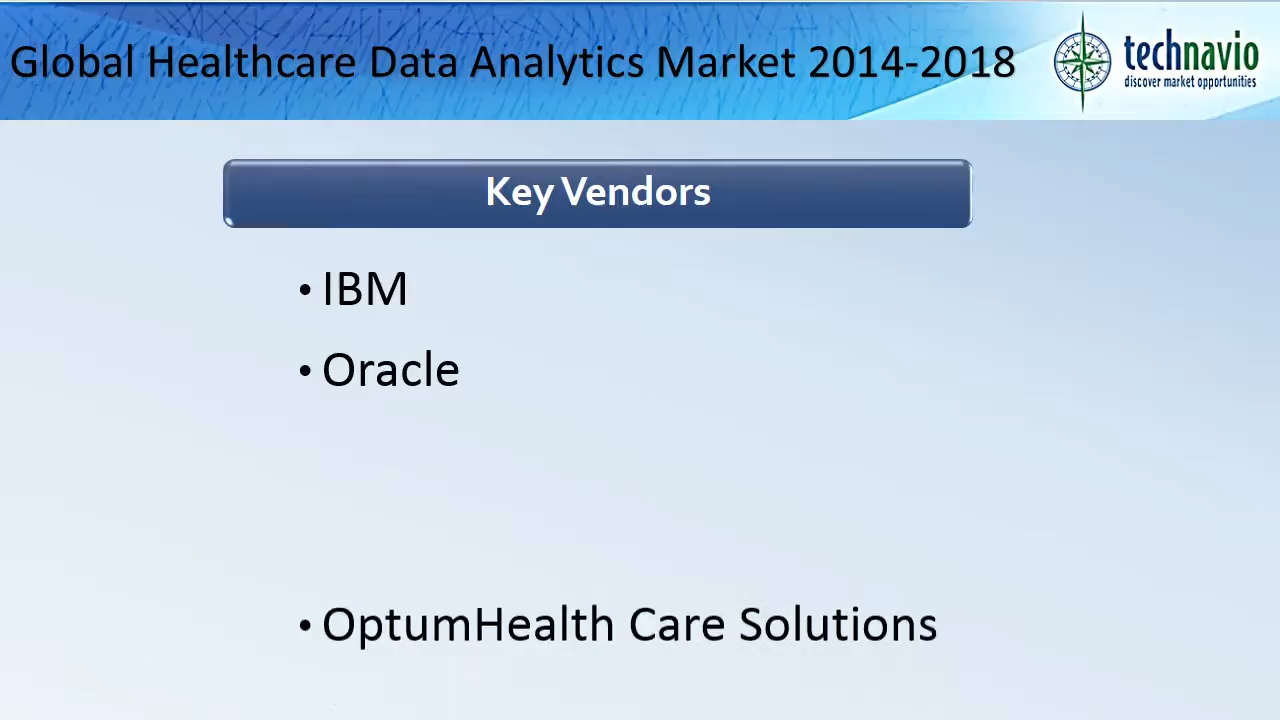 Global Healthcare Data Analytics Market 2014-2018
technavio
discover market opportunities
Key Vendors
• IBM
• Oracle
• OptumHealth Care Solutions